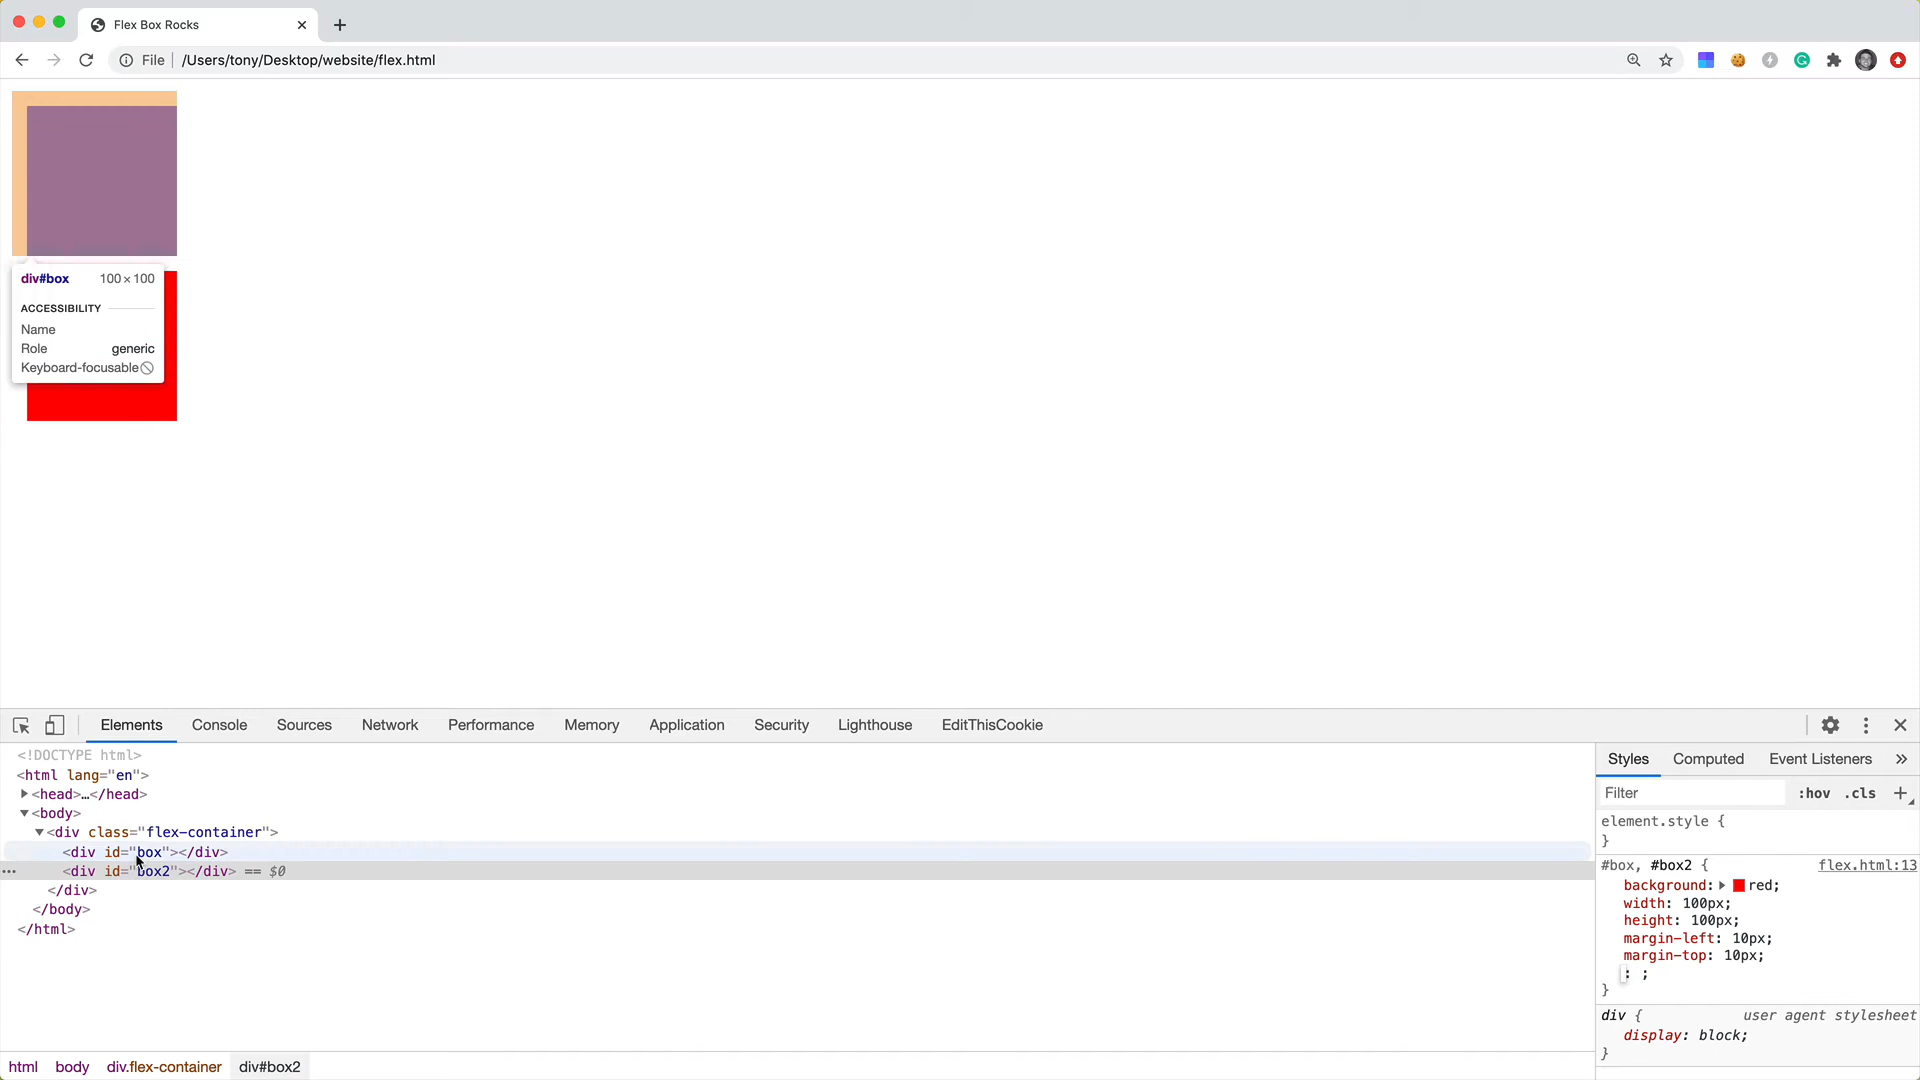 Flex Box Rocks
File /Users/tony/Desktop/website/flex.html
div#box 100 × 100
ACCESSIBILITY
Name
Role generic
Keyboard-focusable
Elements Console Sources Network Performance Memory Application Security Lighthouse EditThisCookie
<!DOCTYPE html>
<html lang="en">
<head>…</head>
<body>
<div class="flex-container">
<div id="box"></div>
<div id="box2"></div> == $0
</div>
</body>
</html>
html body div.flex-container div#box2
Styles Computed Event Listeners »
Filter :hov .cls +
element.style {
}
#box, #box2 { flex.html:13
background: red;
width: 100px;
height: 100px;
margin-left: 10px;
margin-top: 10px;
: ;
}
div { user agent stylesheet
display: block;
}